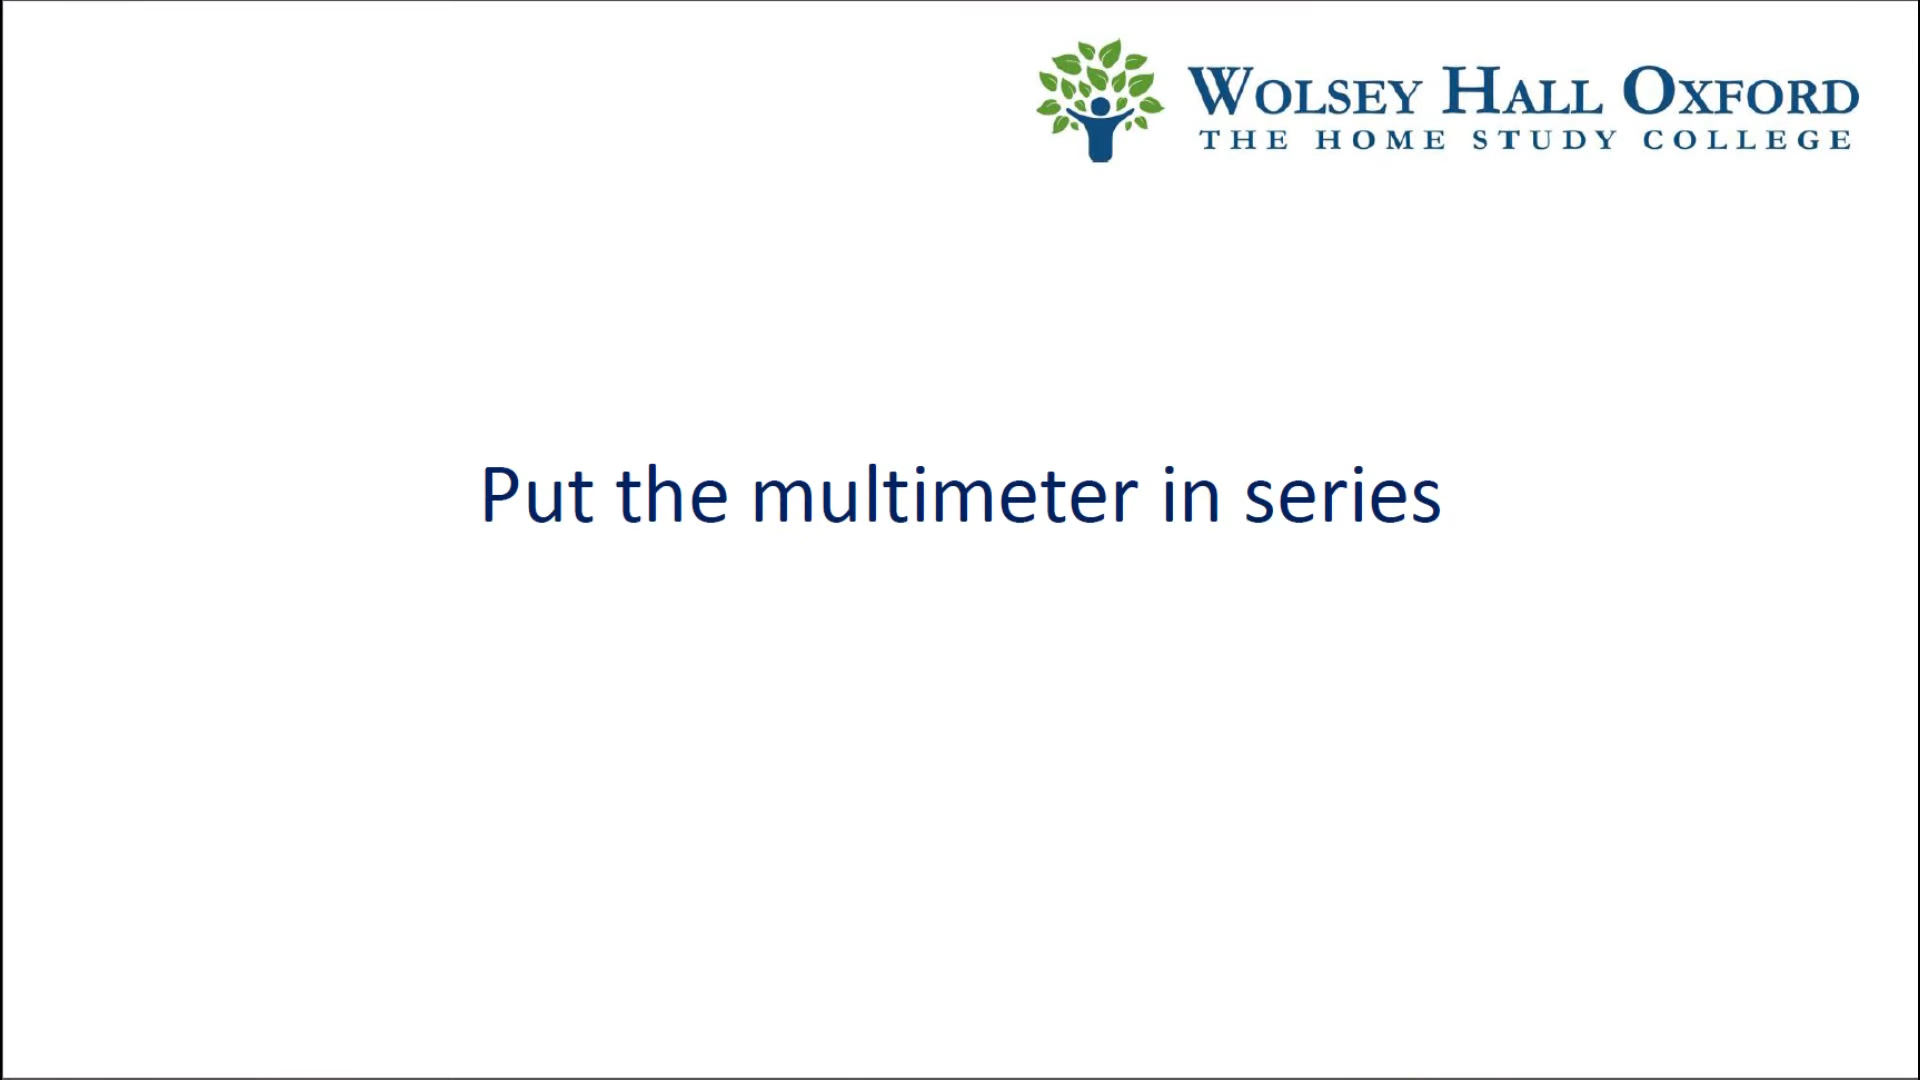 WOLSEY HALL OXFORD
THE HOME STUDY COLLEGE
Put the multimeter in series